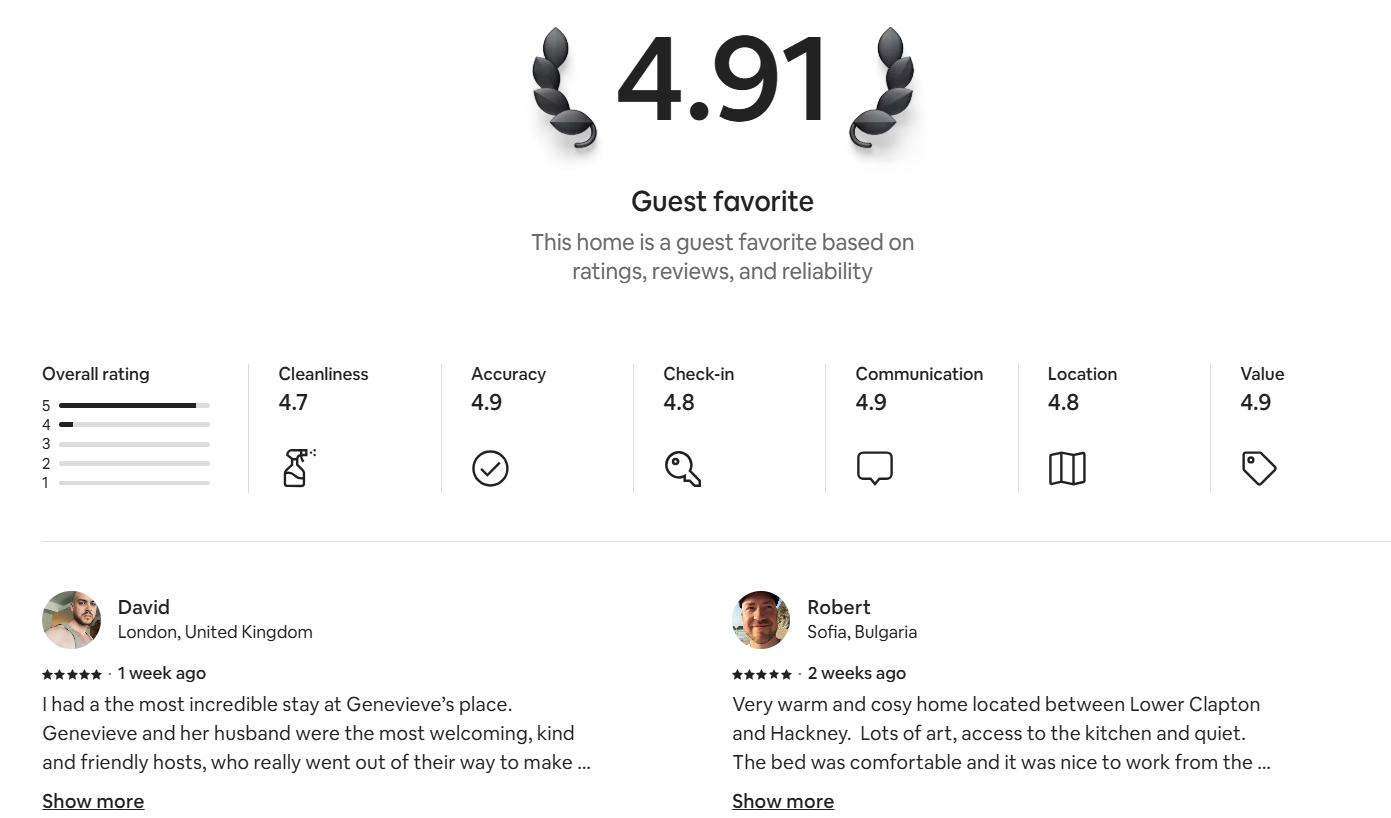 4.91
Guest favorite
This home is a guest favorite based on
ratings, reviews, and reliability
Overall rating
5
4
3
2
1
Cleanliness
4.7
Accuracy
4.9
Check-in
4.8
Communication
4.9
Location
4.8
Value
4.9
David
London, United Kingdom
· 1 week ago
I had a the most incredible stay at Genevieve’s place.
Genevieve and her husband were the most welcoming, kind
and friendly hosts, who really went out of their way to make ...
Show more
Robert
Sofia, Bulgaria
· 2 weeks ago
Very warm and cosy home located between Lower Clapton
and Hackney.  Lots of art, access to the kitchen and quiet.
The bed was comfortable and it was nice to work from the ...
Show more